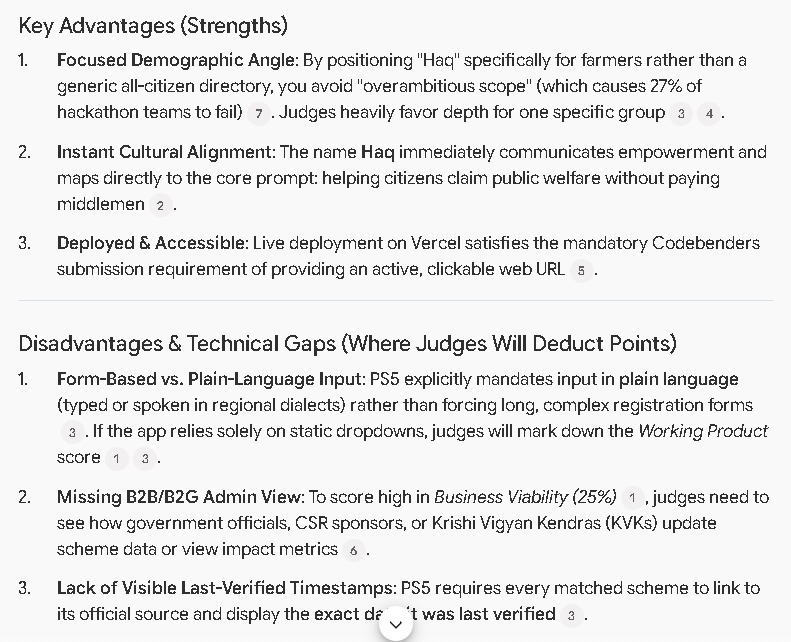 Key Advantages (Strengths)
1. Focused Demographic Angle: By positioning "Haq" specifically for farmers rather than a
generic all-citizen directory, you avoid "overambitious scope" (which causes 27% of
hackathon teams to fail) 7 . Judges heavily favor depth for one specific group 3 4 .
2. Instant Cultural Alignment: The name Haq immediately communicates empowerment and
maps directly to the core prompt: helping citizens claim public welfare without paying
middlemen 2 .
3. Deployed & Accessible: Live deployment on Vercel satisfies the mandatory Codebenders
submission requirement of providing an active, clickable web URL 5 .
Disadvantages & Technical Gaps (Where Judges Will Deduct Points)
1. Form-Based vs. Plain-Language Input: PS5 explicitly mandates input in plain language
(typed or spoken in regional dialects) rather than forcing long, complex registration forms
3 . If the app relies solely on static dropdowns, judges will mark down the Working Product
score 1 3 .
2. Missing B2B/B2G Admin View: To score high in Business Viability (25%) 1 , judges need to
see how government officials, CSR sponsors, or Krishi Vigyan Kendras (KVKs) update
scheme data or view impact metrics 6 .
3. Lack of Visible Last-Verified Timestamps: PS5 requires every matched scheme to link to
its official source and display the exact was last verified 3 .